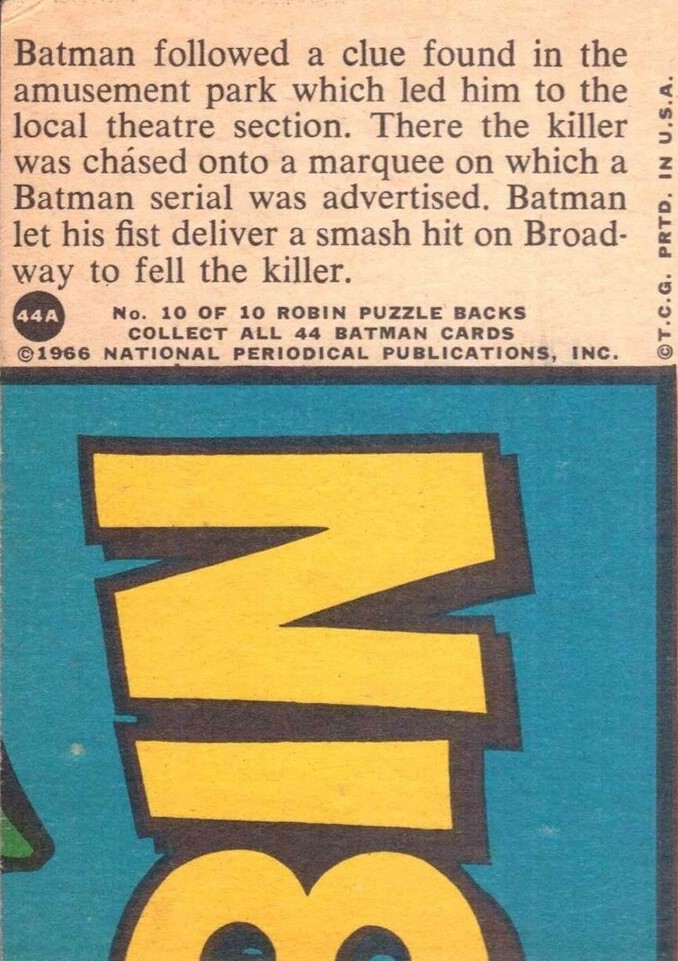 Batman followed a clue found in the
amusement park which led him to the
local theatre section. There the killer
was chásed onto a marquee on which a
Batman serial was advertised. Batman
let his fist deliver a smash hit on Broad-
way to fell the killer.
44A
No. 10 OF 10 ROBIN PUZZLE BACKS
COLLECT ALL 44 BATMAN CARDS
©1966 NATIONAL PERIODICAL PUBLICATIONS, INC.
©T.C.G. PRTD. IN U.S.A.
BIN